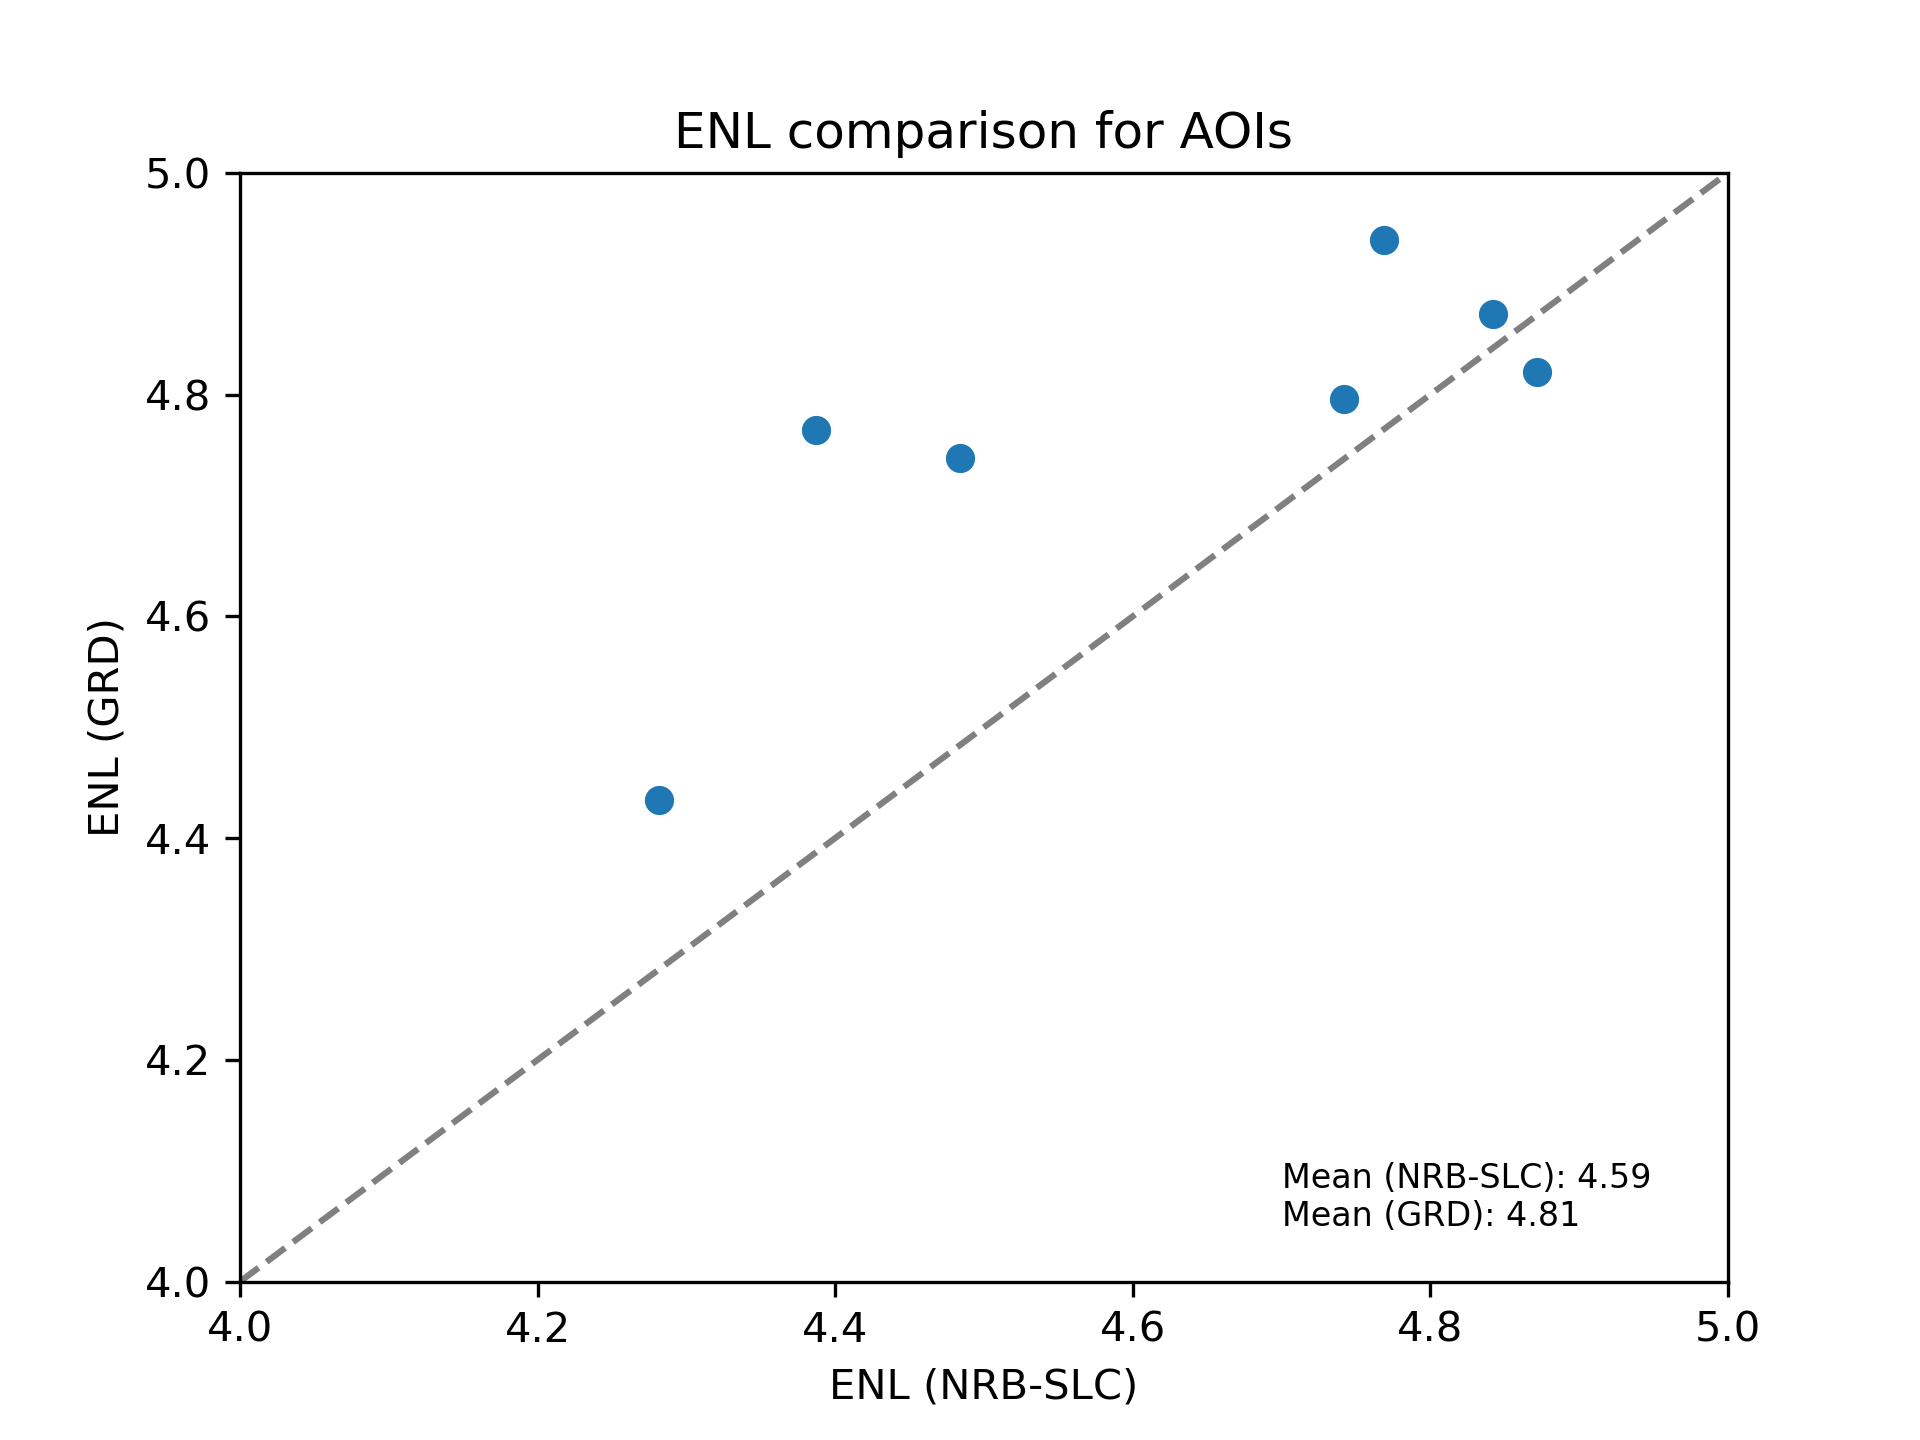 ENL comparison for AOIs
5.0
4.8
4.6
4.4
4.2
4.0
ENL (GRD)
Mean (NRB-SLC): 4.59
Mean (GRD): 4.81
4.0 4.2 4.4 4.6 4.8 5.0
ENL (NRB-SLC)